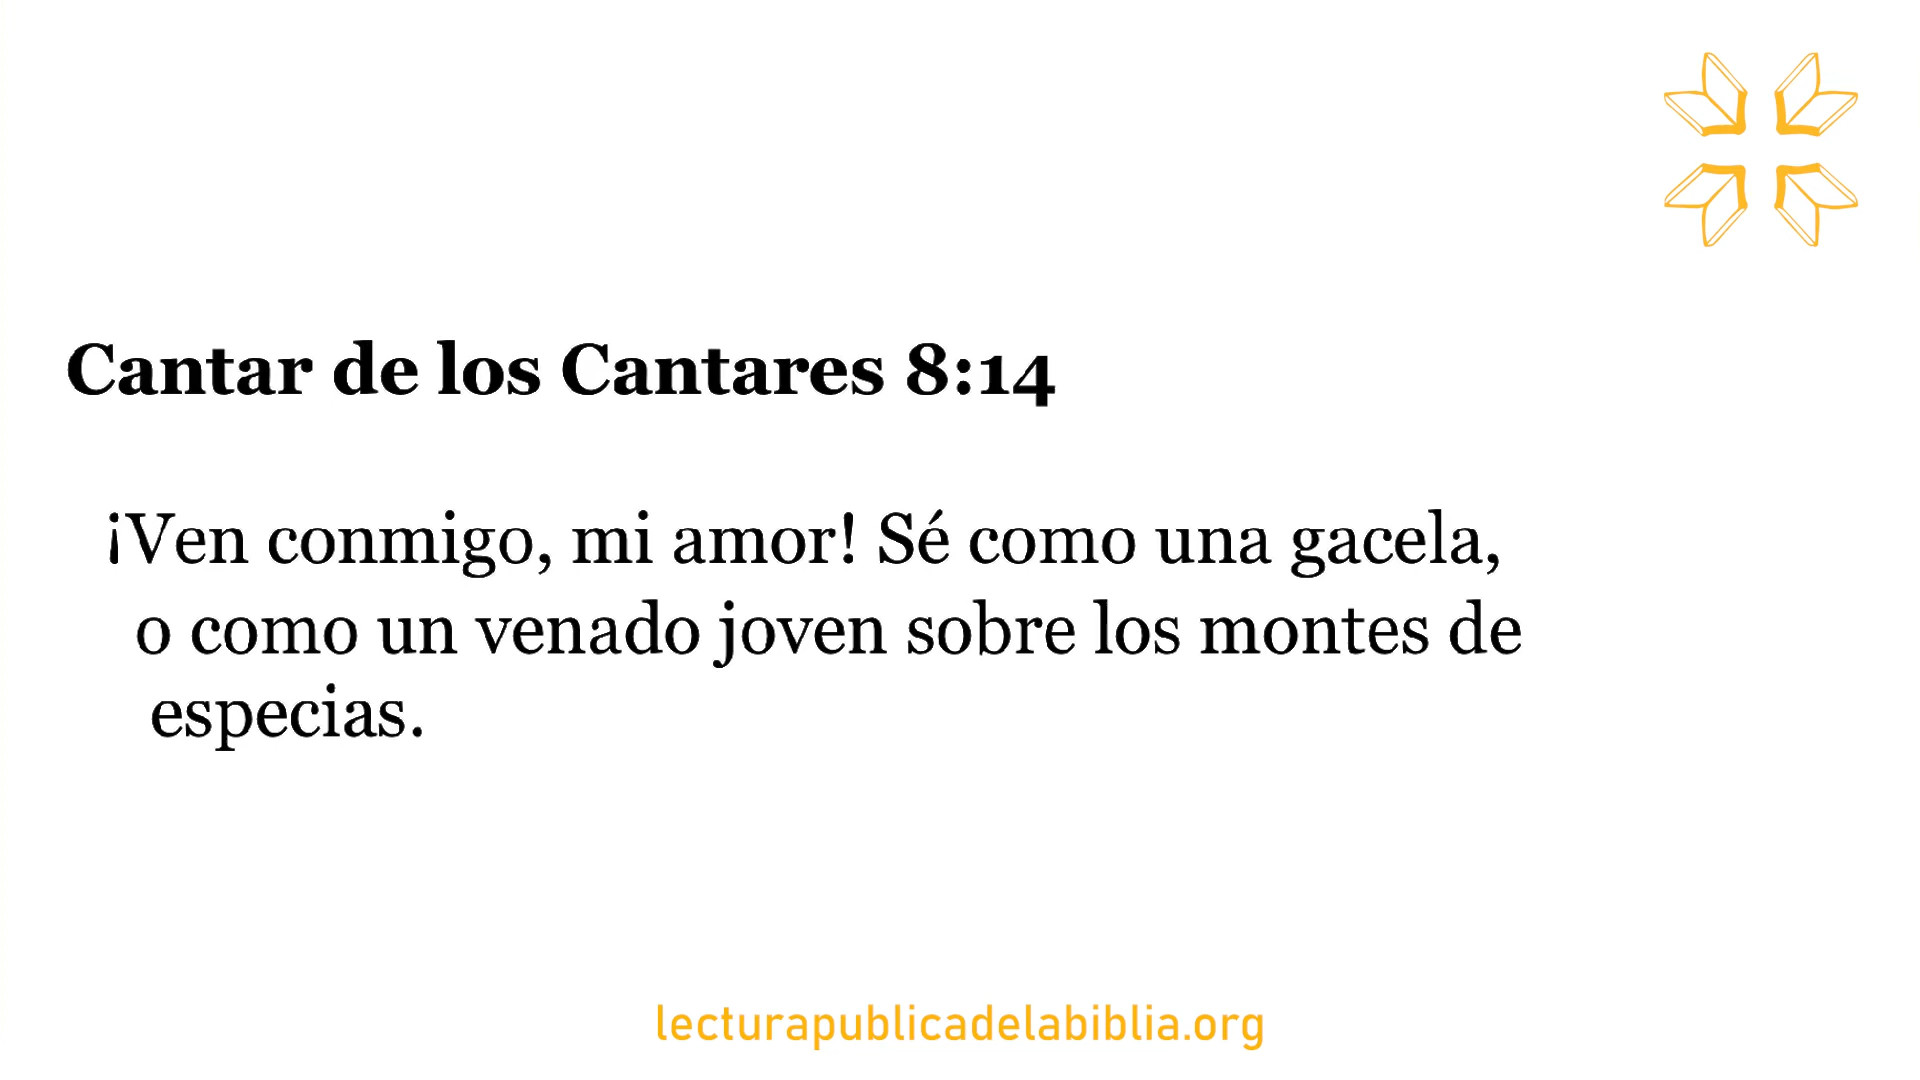 Cantar de los Cantares 8:14
¡Ven conmigo, mi amor! Sé como una gacela,
o como un venado joven sobre los montes de
especias.
lecturapublicadelabiblia.org